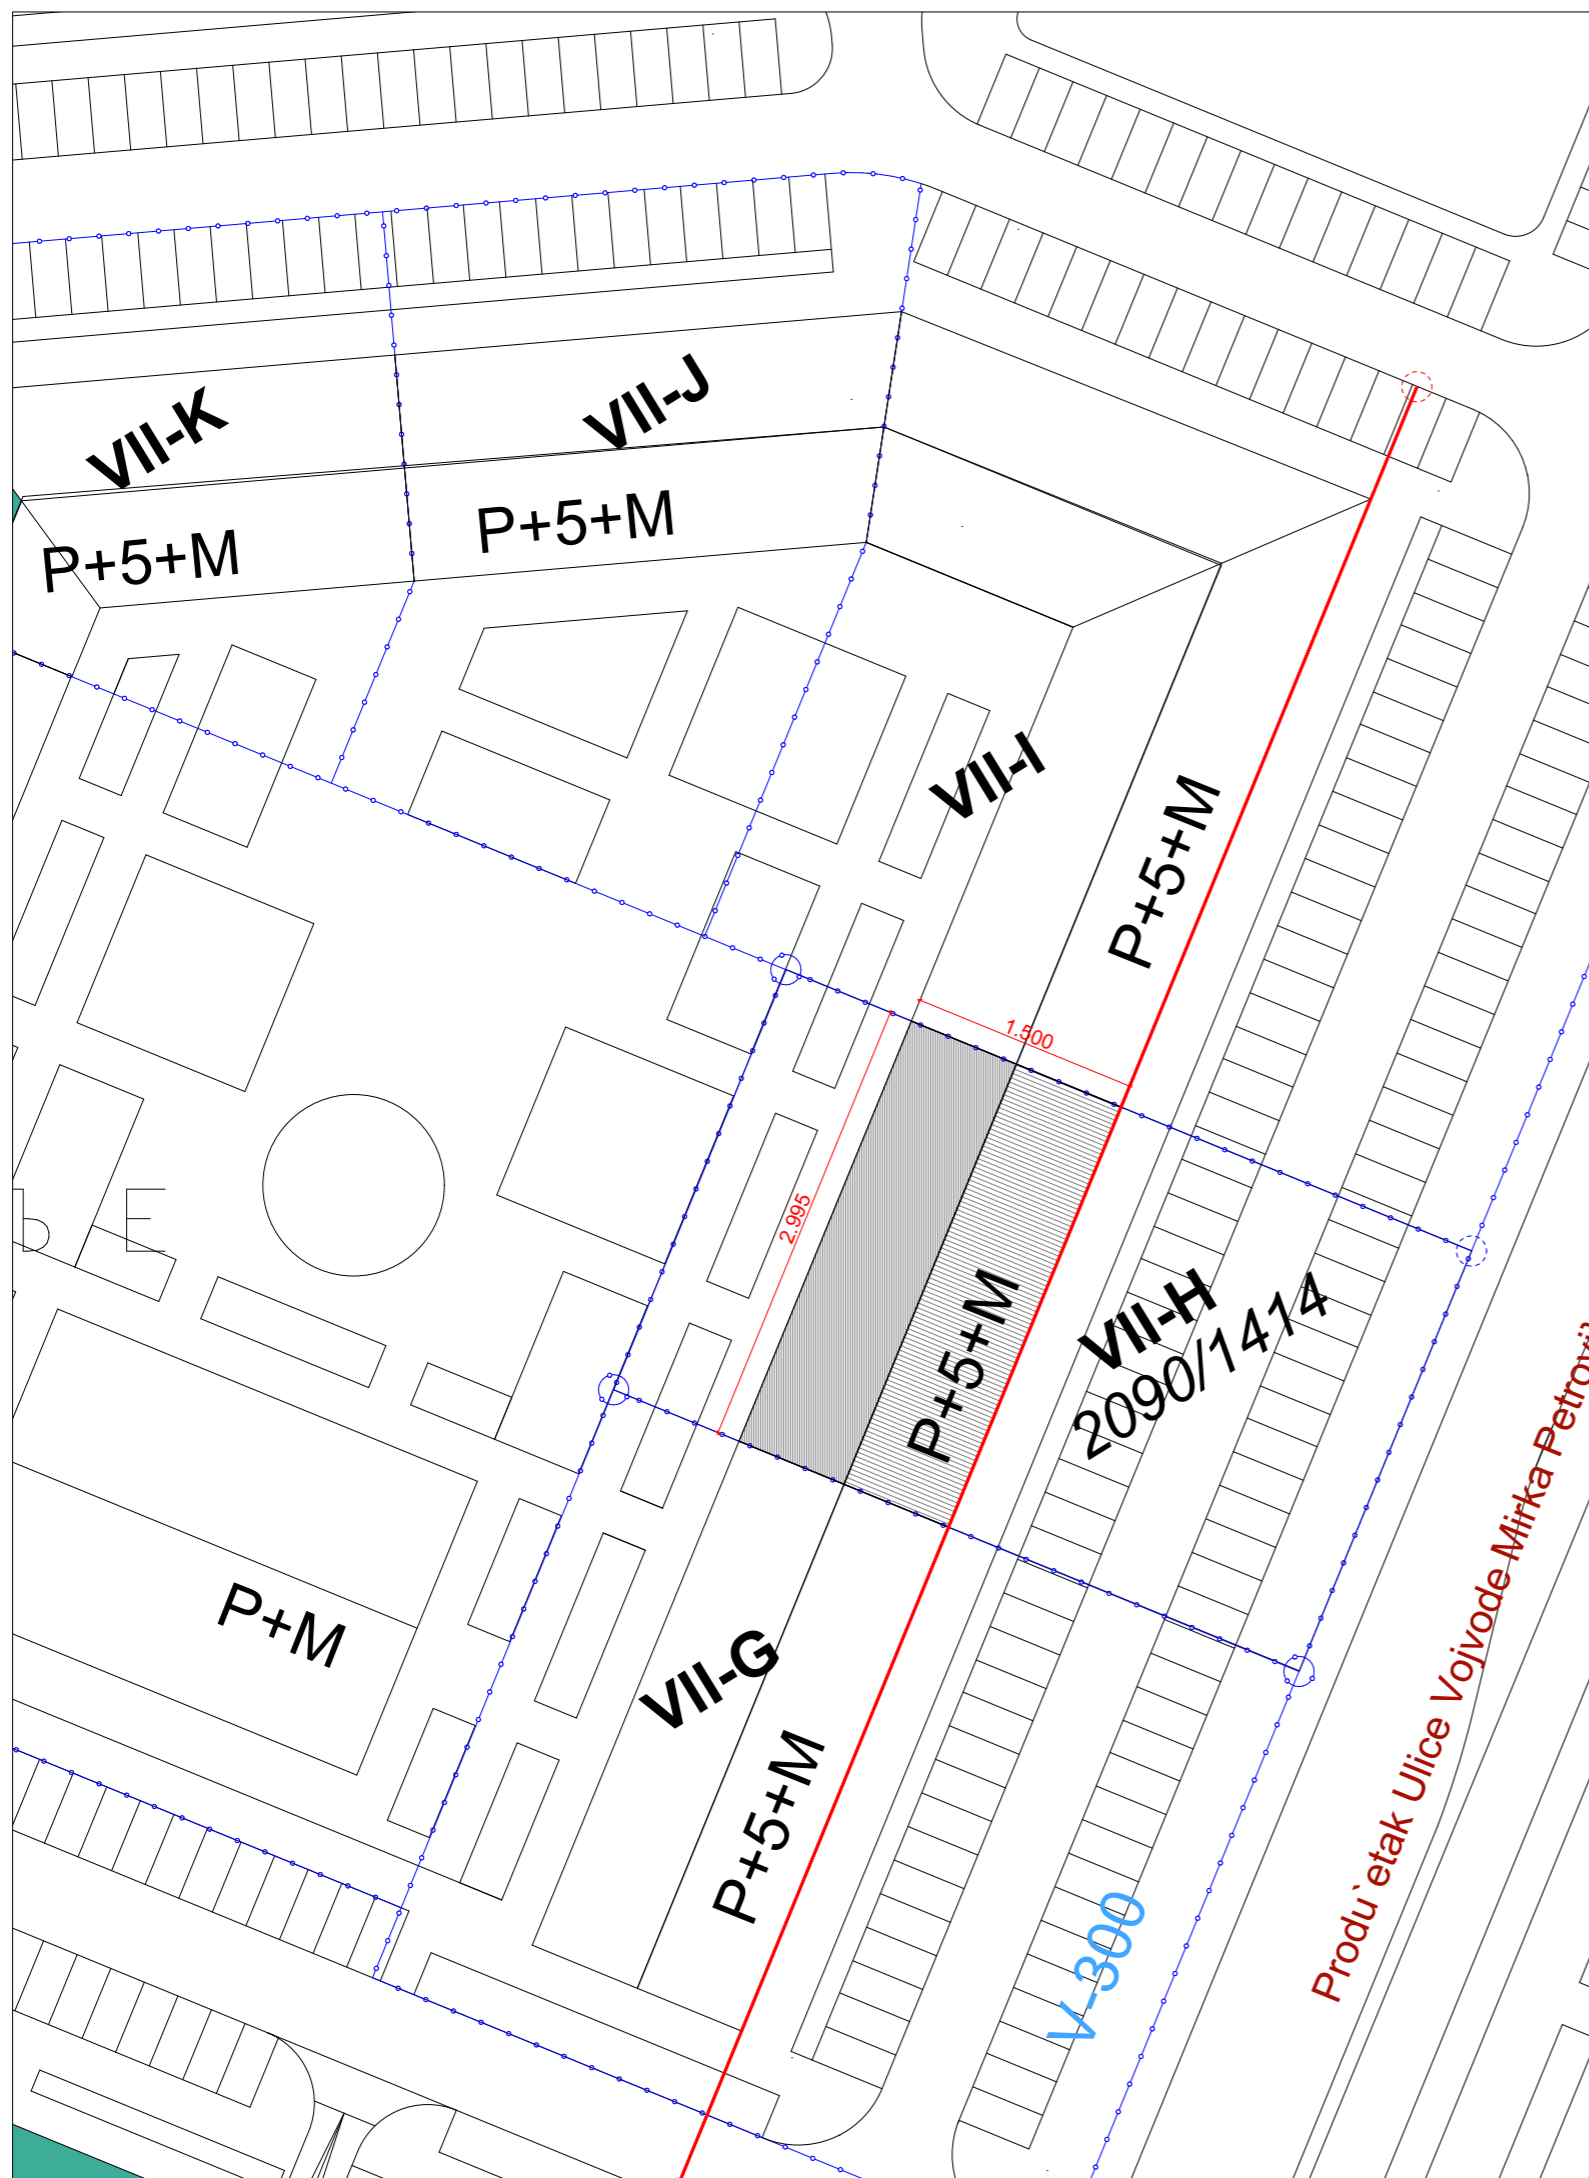 VII-K
VII-J
P+5+M
P+5+M
VII-I
P+5+M
1.500
2.995
E
P+5+M
VII-H
2090/1414
P+M
VII-G
P+5+M
V-300
Produ`etak Ulice Vojvode Mirka